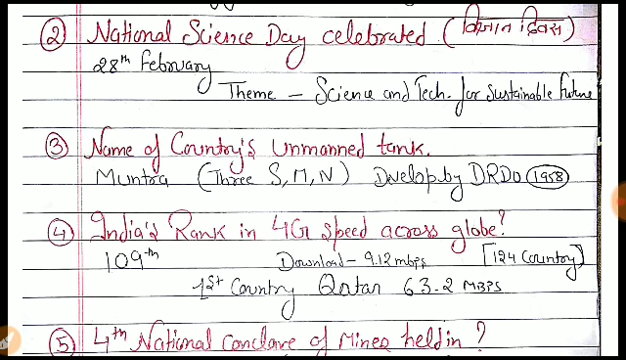 ② National Science Day celebrated (विज्ञान दिवस)
28th February
Theme - Science and Tech. for Sustainable Future
③ Name of Country's unmanned tank.
Muntra (Three S, M, N) Develop by DRDO (1958)
④ India's Rank in 4G speed across globe?
109th Download - 9.12 mbps [124 Country]
1st Country Qatar 63.2 MBPS
⑤ 4th National Conclave of Mines held in ?